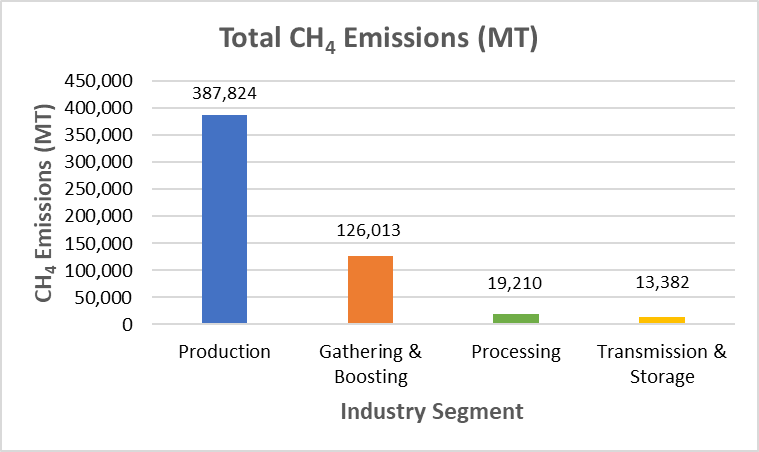 Total CH₄ Emissions (MT)
CH₄ Emissions (MT)
450,000
400,000
350,000
300,000
250,000
200,000
150,000
100,000
50,000
0
387,824
126,013
19,210
13,382
Production
Gathering &
Boosting
Processing
Transmission &
Storage
Industry Segment